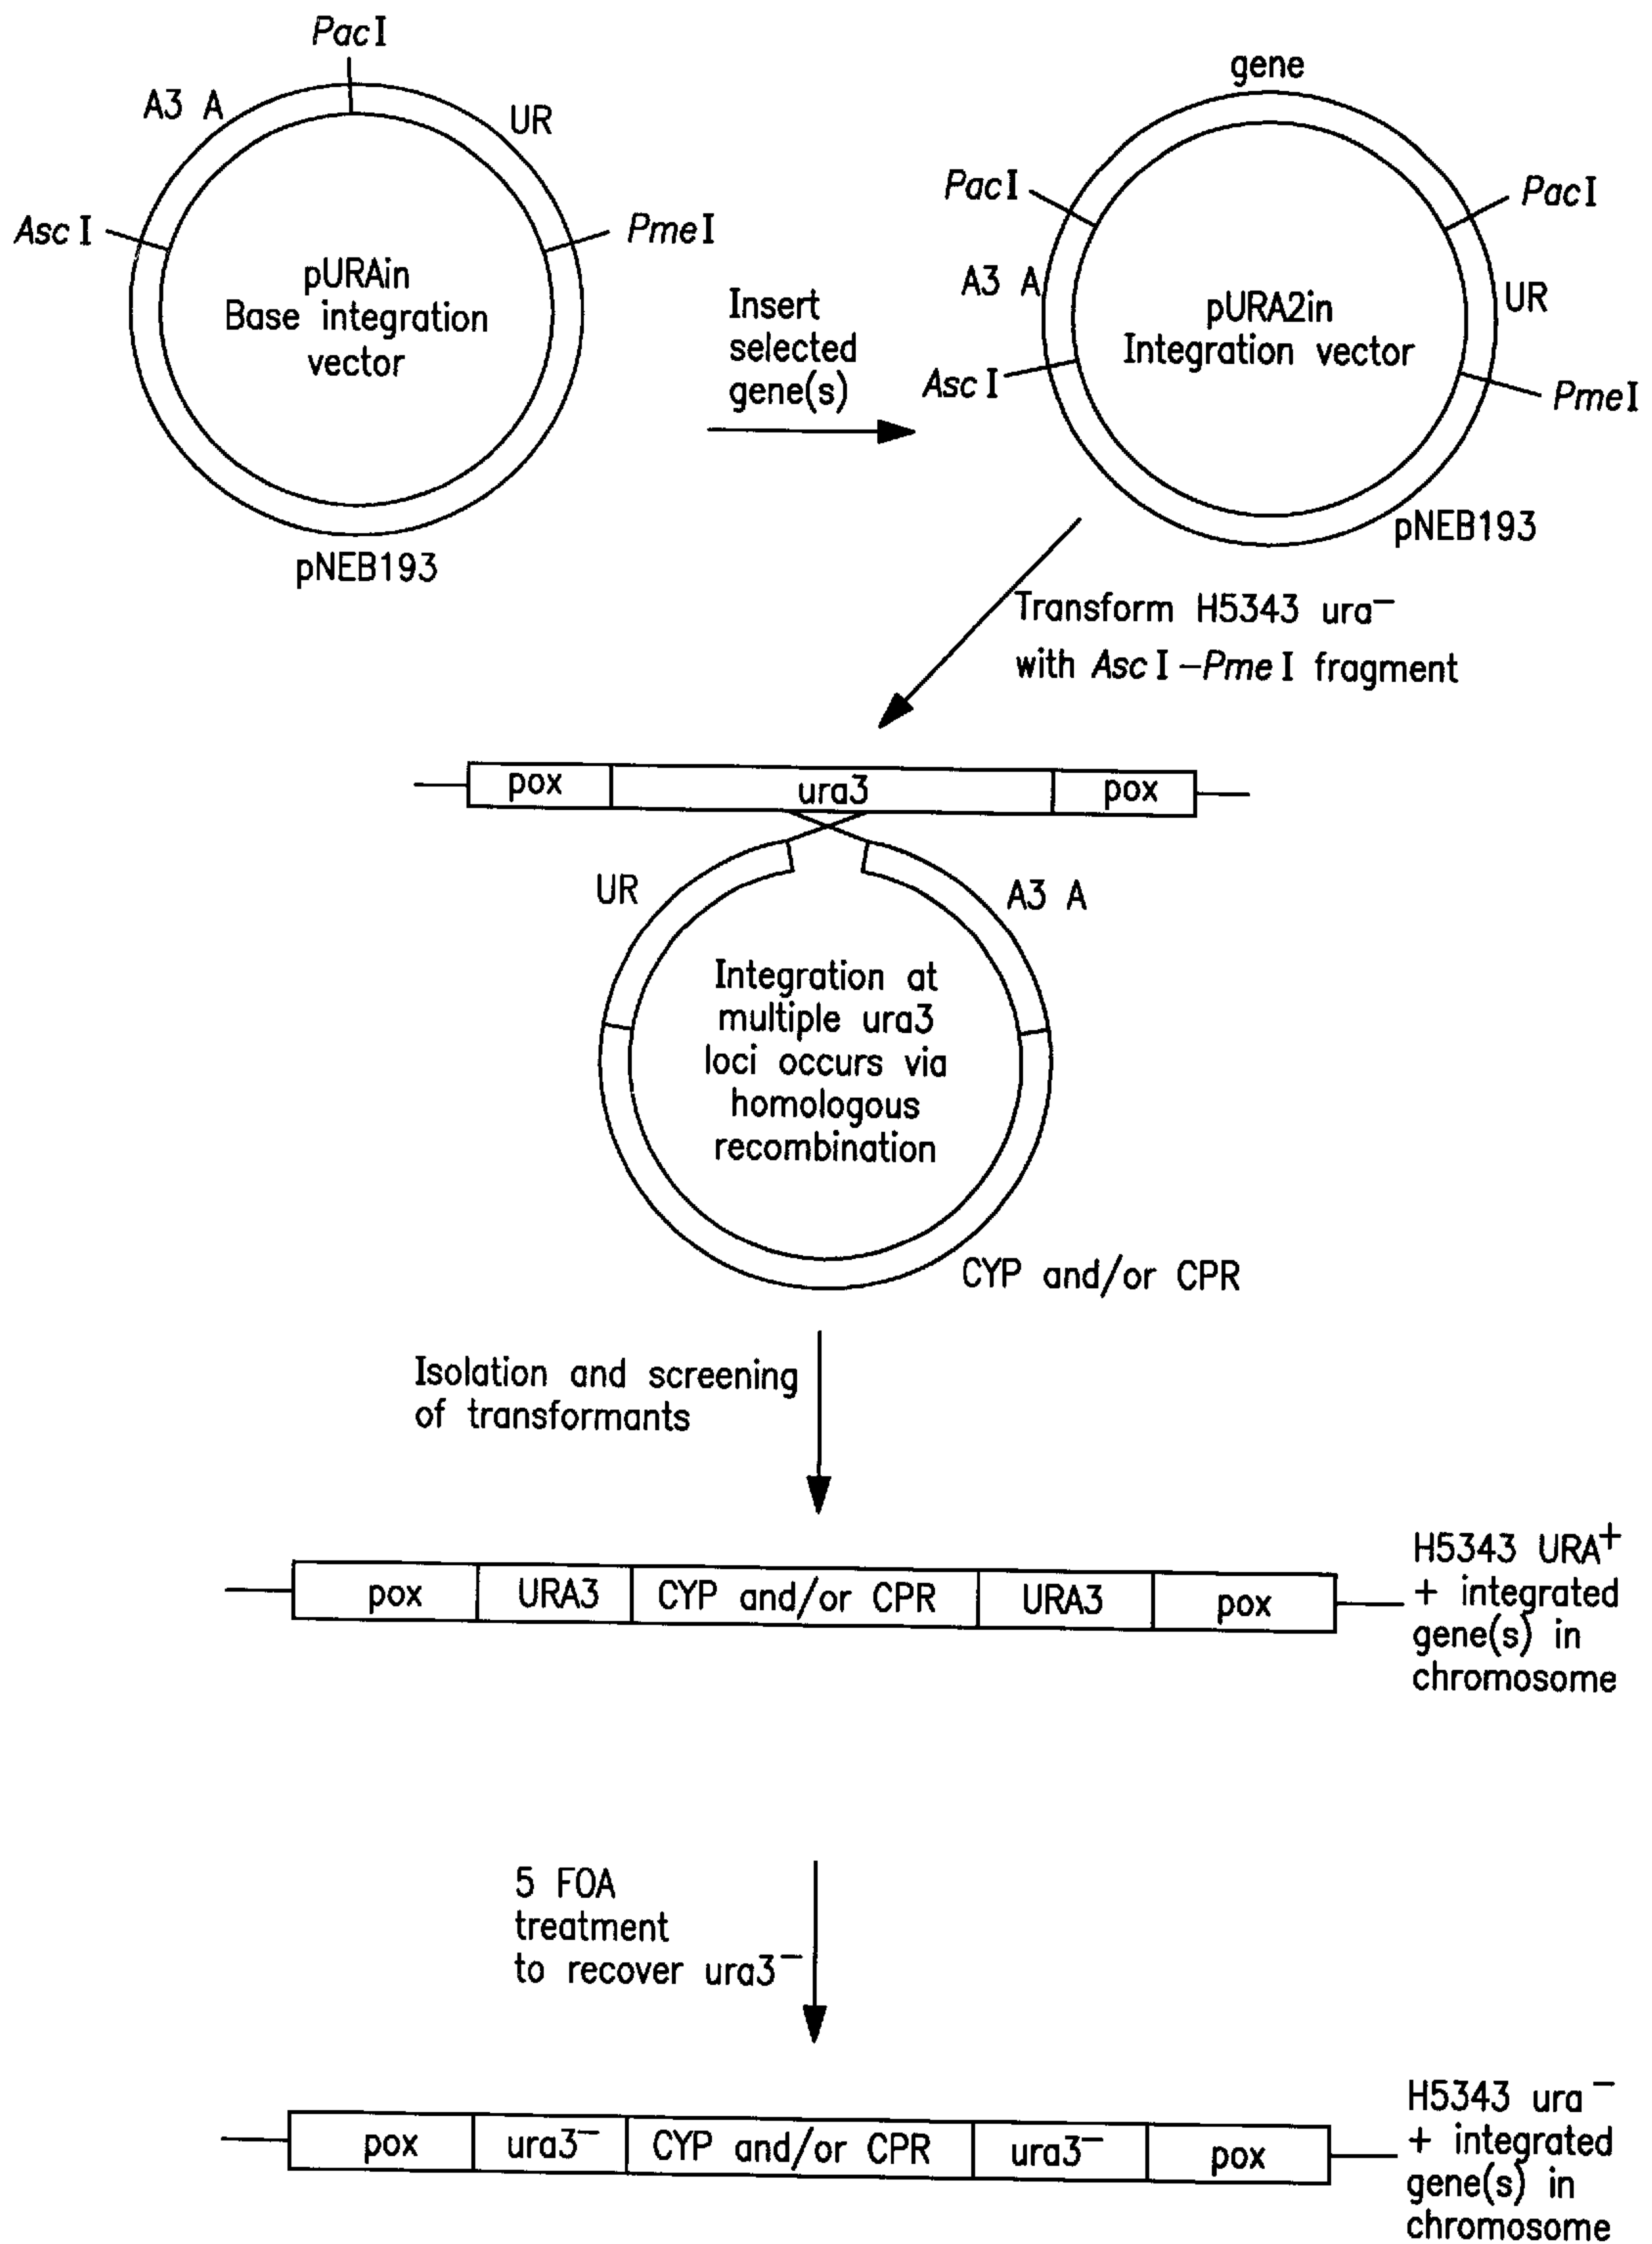 PacI
A3 A
UR
AscI
PmeI
pURAin
Base integration
vector
pNEB193
Insert
selected
gene(s)
gene
PacI
PacI
A3 A
UR
pURA2in
Integration vector
AscI
PmeI
pNEB193
Transform H5343 ura⁻
with AscI-PmeI fragment
pox
ura3
pox
UR
A3 A
Integration at
multiple ura3
loci occurs via
homologous
recombination
CYP and/or CPR
Isolation and screening
of transformants
pox
URA3
CYP and/or CPR
URA3
pox
H5343 URA⁺
+ integrated
gene(s) in
chromosome
5 FOA
treatment
to recover ura3⁻
pox
ura3⁻
CYP and/or CPR
ura3⁻
pox
H5343 ura⁻
+ integrated
gene(s) in
chromosome